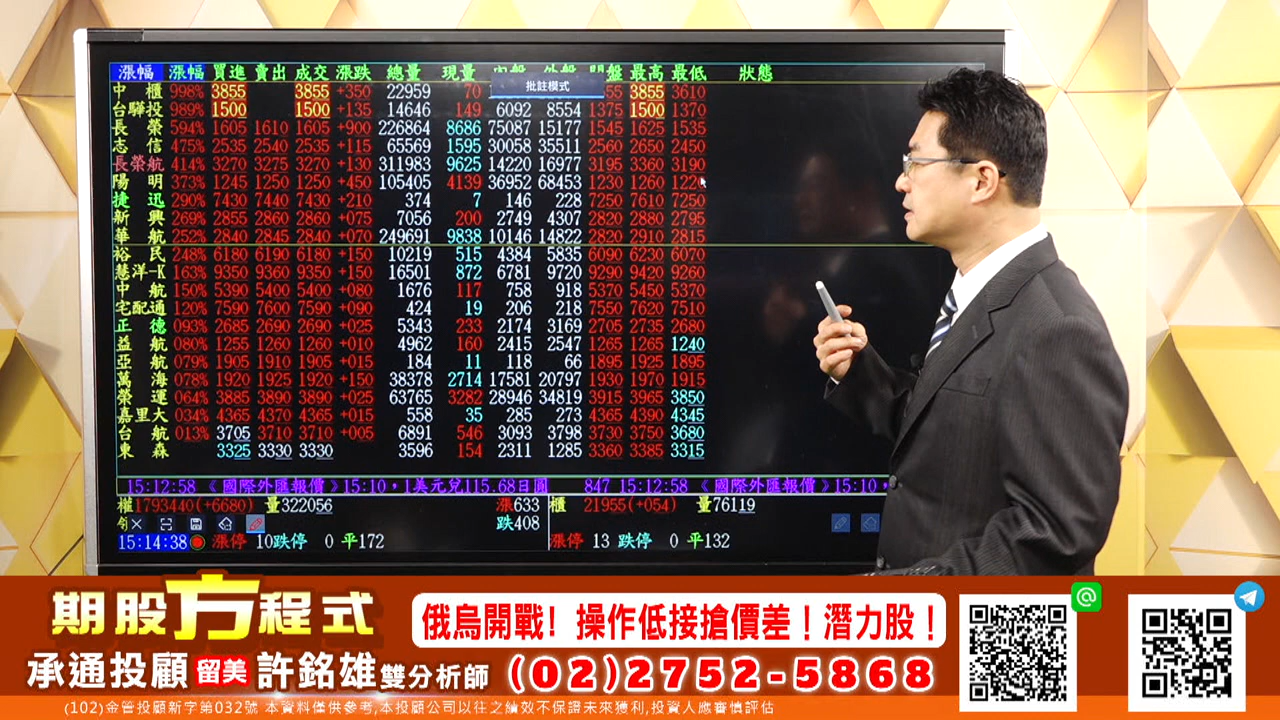 漲幅 漲幅 買進 賣出 成交 漲跌 總量 現量 內盤 外盤 開盤 最高 最低 狀態
批註模式
中櫃 998% 3855 3855 +350 22959 70 55 3855 3610
台驊投 989% 1500 1500 +135 14646 149 6092 8554 1375 1500 1370
長榮 594% 1605 1610 1605 +900 226864 8686 75087 15177 1545 1625 1535
志信 475% 2535 2540 2535 +115 65569 1595 30058 35511 2560 2650 2450
長榮航 414% 3270 3275 3270 +130 311983 9625 14220 16977 3195 3360 3190
陽明 373% 1245 1250 1250 +450 105405 4139 36952 68453 1230 1260 1220
捷迅 290% 7430 7440 7430 +210 374 7 146 228 7250 7610 7250
新興 269% 2855 2860 2860 +075 7056 200 2749 4307 2820 2880 2795
華航 252% 2840 2845 2840 +070 249691 9838 10146 14822 2820 2910 2815
裕民 248% 6180 6190 6180 +150 10219 515 4384 5835 6090 6230 6070
慧洋-K 163% 9350 9360 9350 +150 16501 872 6781 9720 9290 9420 9260
中航 150% 5390 5400 5400 +080 1676 117 758 918 5370 5450 5370
宅配通 120% 7590 7600 7590 +090 424 19 206 218 7550 7620 7510
正德 093% 2685 2690 2690 +025 5343 233 2174 3169 2705 2735 2680
益航 080% 1255 1260 1260 +010 4962 160 2415 2547 1265 1265 1240
亞航 079% 1905 1910 1905 +015 184 11 118 66 1895 1925 1895
萬海 078% 1920 1925 1920 +150 38378 2714 17581 20797 1930 1970 1915
榮運 064% 3885 3890 3890 +025 63765 3282 28946 34819 3915 3965 3850
嘉里大 034% 4365 4370 4365 +015 558 35 285 273 4365 4390 4345
台航 013% 3705 3710 3710 +005 6891 546 3093 3798 3730 3750 3680
東森 3325 3330 3330 3596 154 2311 1285 3360 3385 3315
15:12:58 《國際外匯報價》15:10，1美元兌115.68日圓 847 15:12:58 《國際外匯報價》15:10，
權1793440(+6680) 量322056 漲633 櫃 21955(+054) 量76119
跌408
15:14:38 漲停 10跌停 0 平172 漲停 13 跌停 0 平132
期股方程式
俄烏開戰! 操作低接搶價差！潛力股！
承通投顧 留美 許銘雄 雙分析師 (02)2752-5868
(102)金管投顧新字第032號 本資料僅供參考,本投顧公司以往之績效不保證未來獲利,投資人應審慎評估